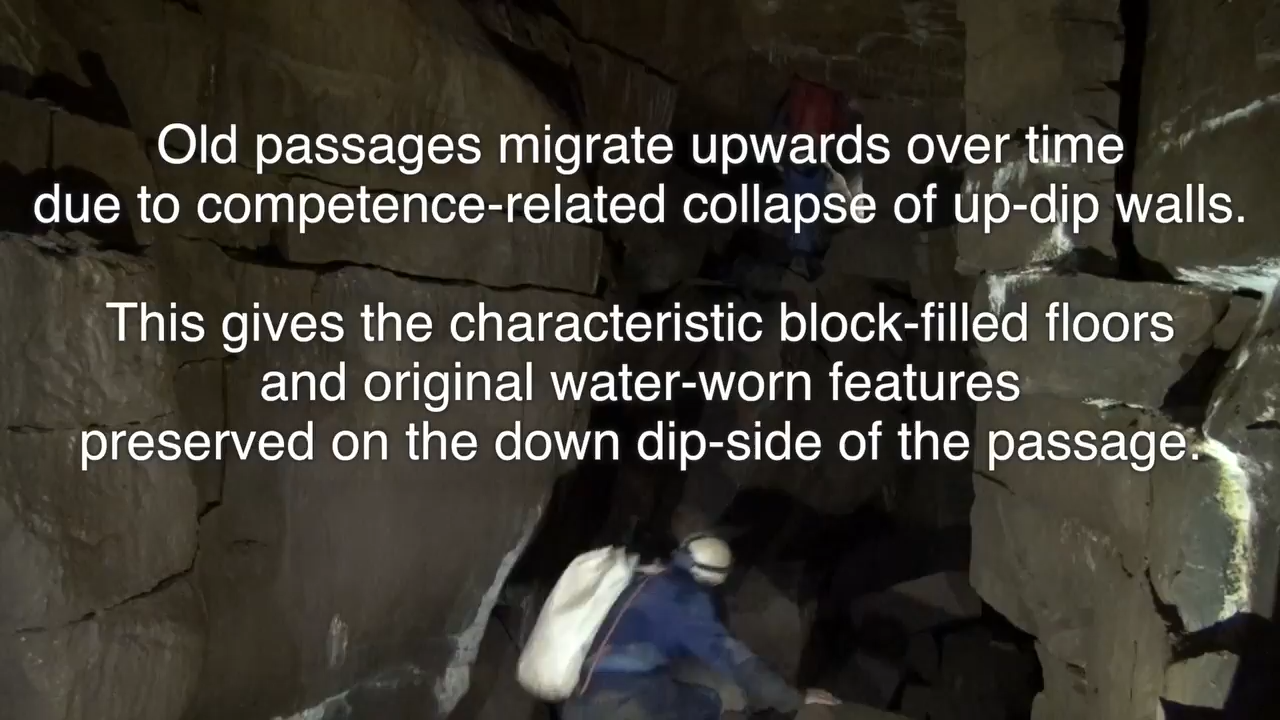 Old passages migrate upwards over time
due to competence-related collapse of up-dip walls.
This gives the characteristic block-filled floors
and original water-worn features
preserved on the down dip-side of the passage.